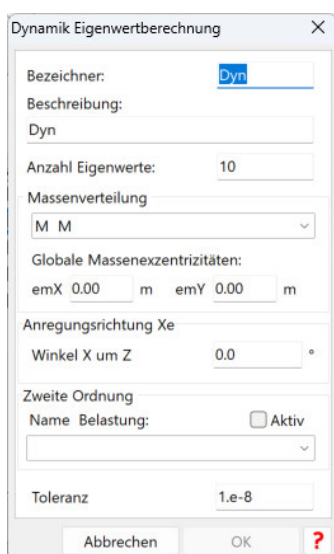 Dynamik Eigenwertberechnung
Bezeichner: Dyn
Beschreibung:
Dyn
Anzahl Eigenwerte: 10
Massenverteilung
M M
Globale Massenexzentrizitäten:
emX 0.00 m emY 0.00 m
Anregungsrichtung Xe
Winkel X um Z 0.0 °
Zweite Ordnung
Name Belastung: Aktiv
Toleranz 1.e-8
Abbrechen OK ?